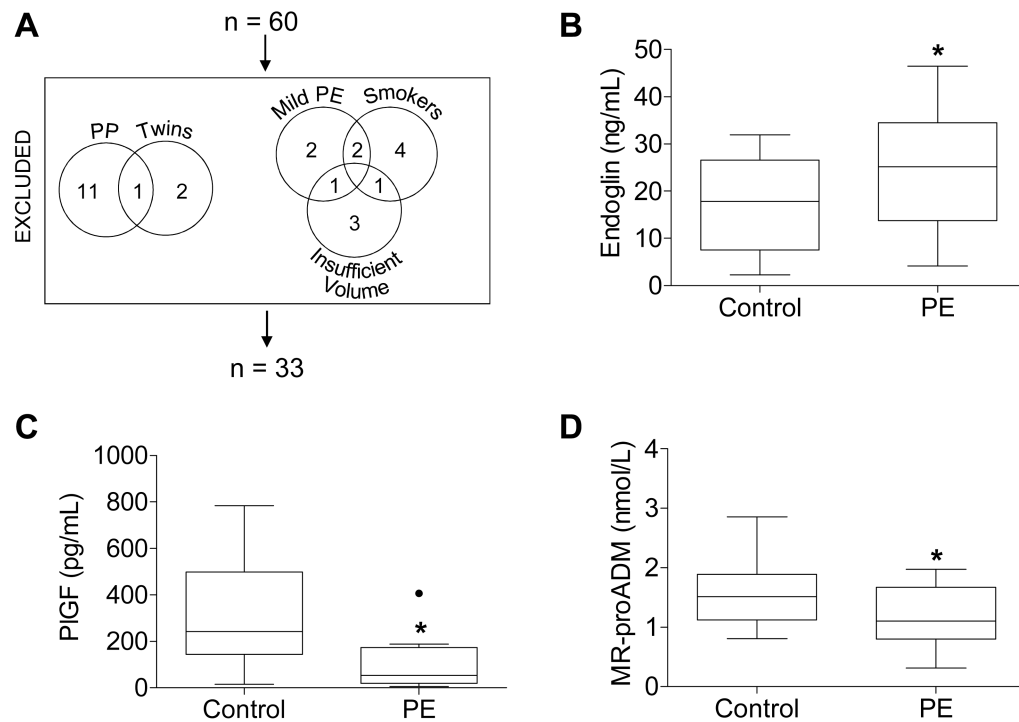 A
n = 60
EXCLUDED
PP Twins
11 1 2
Mild PE Smokers
2 2 4
1 1
3
Insufficient
Volume
n = 33
B
Endoglin (ng/mL)
50
40
30
20
10
0
*
Control PE
C
PlGF (pg/mL)
1000
800
600
400
200
0
*
Control PE
D
MR-proADM (nmol/L)
4
3
2
1
0
*
Control PE